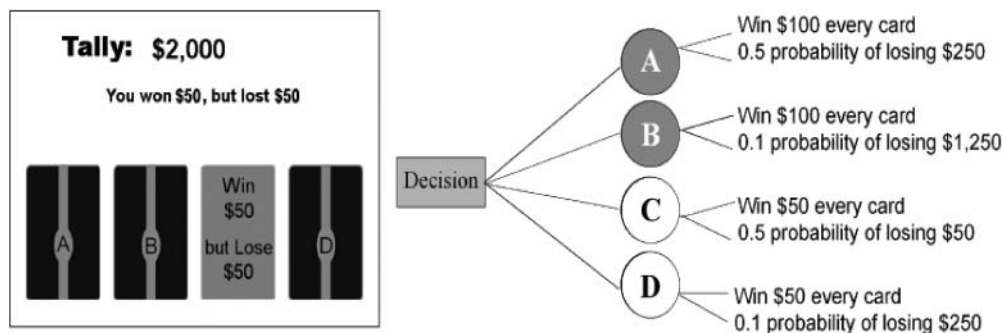 Tally: $2,000
You won $50, but lost $50
A
B
Win
$50
but Lose
$50
D
Decision
A
Win $100 every card
0.5 probability of losing $250
B
Win $100 every card
0.1 probability of losing $1,250
C
Win $50 every card
0.5 probability of losing $50
D
Win $50 every card
0.1 probability of losing $250